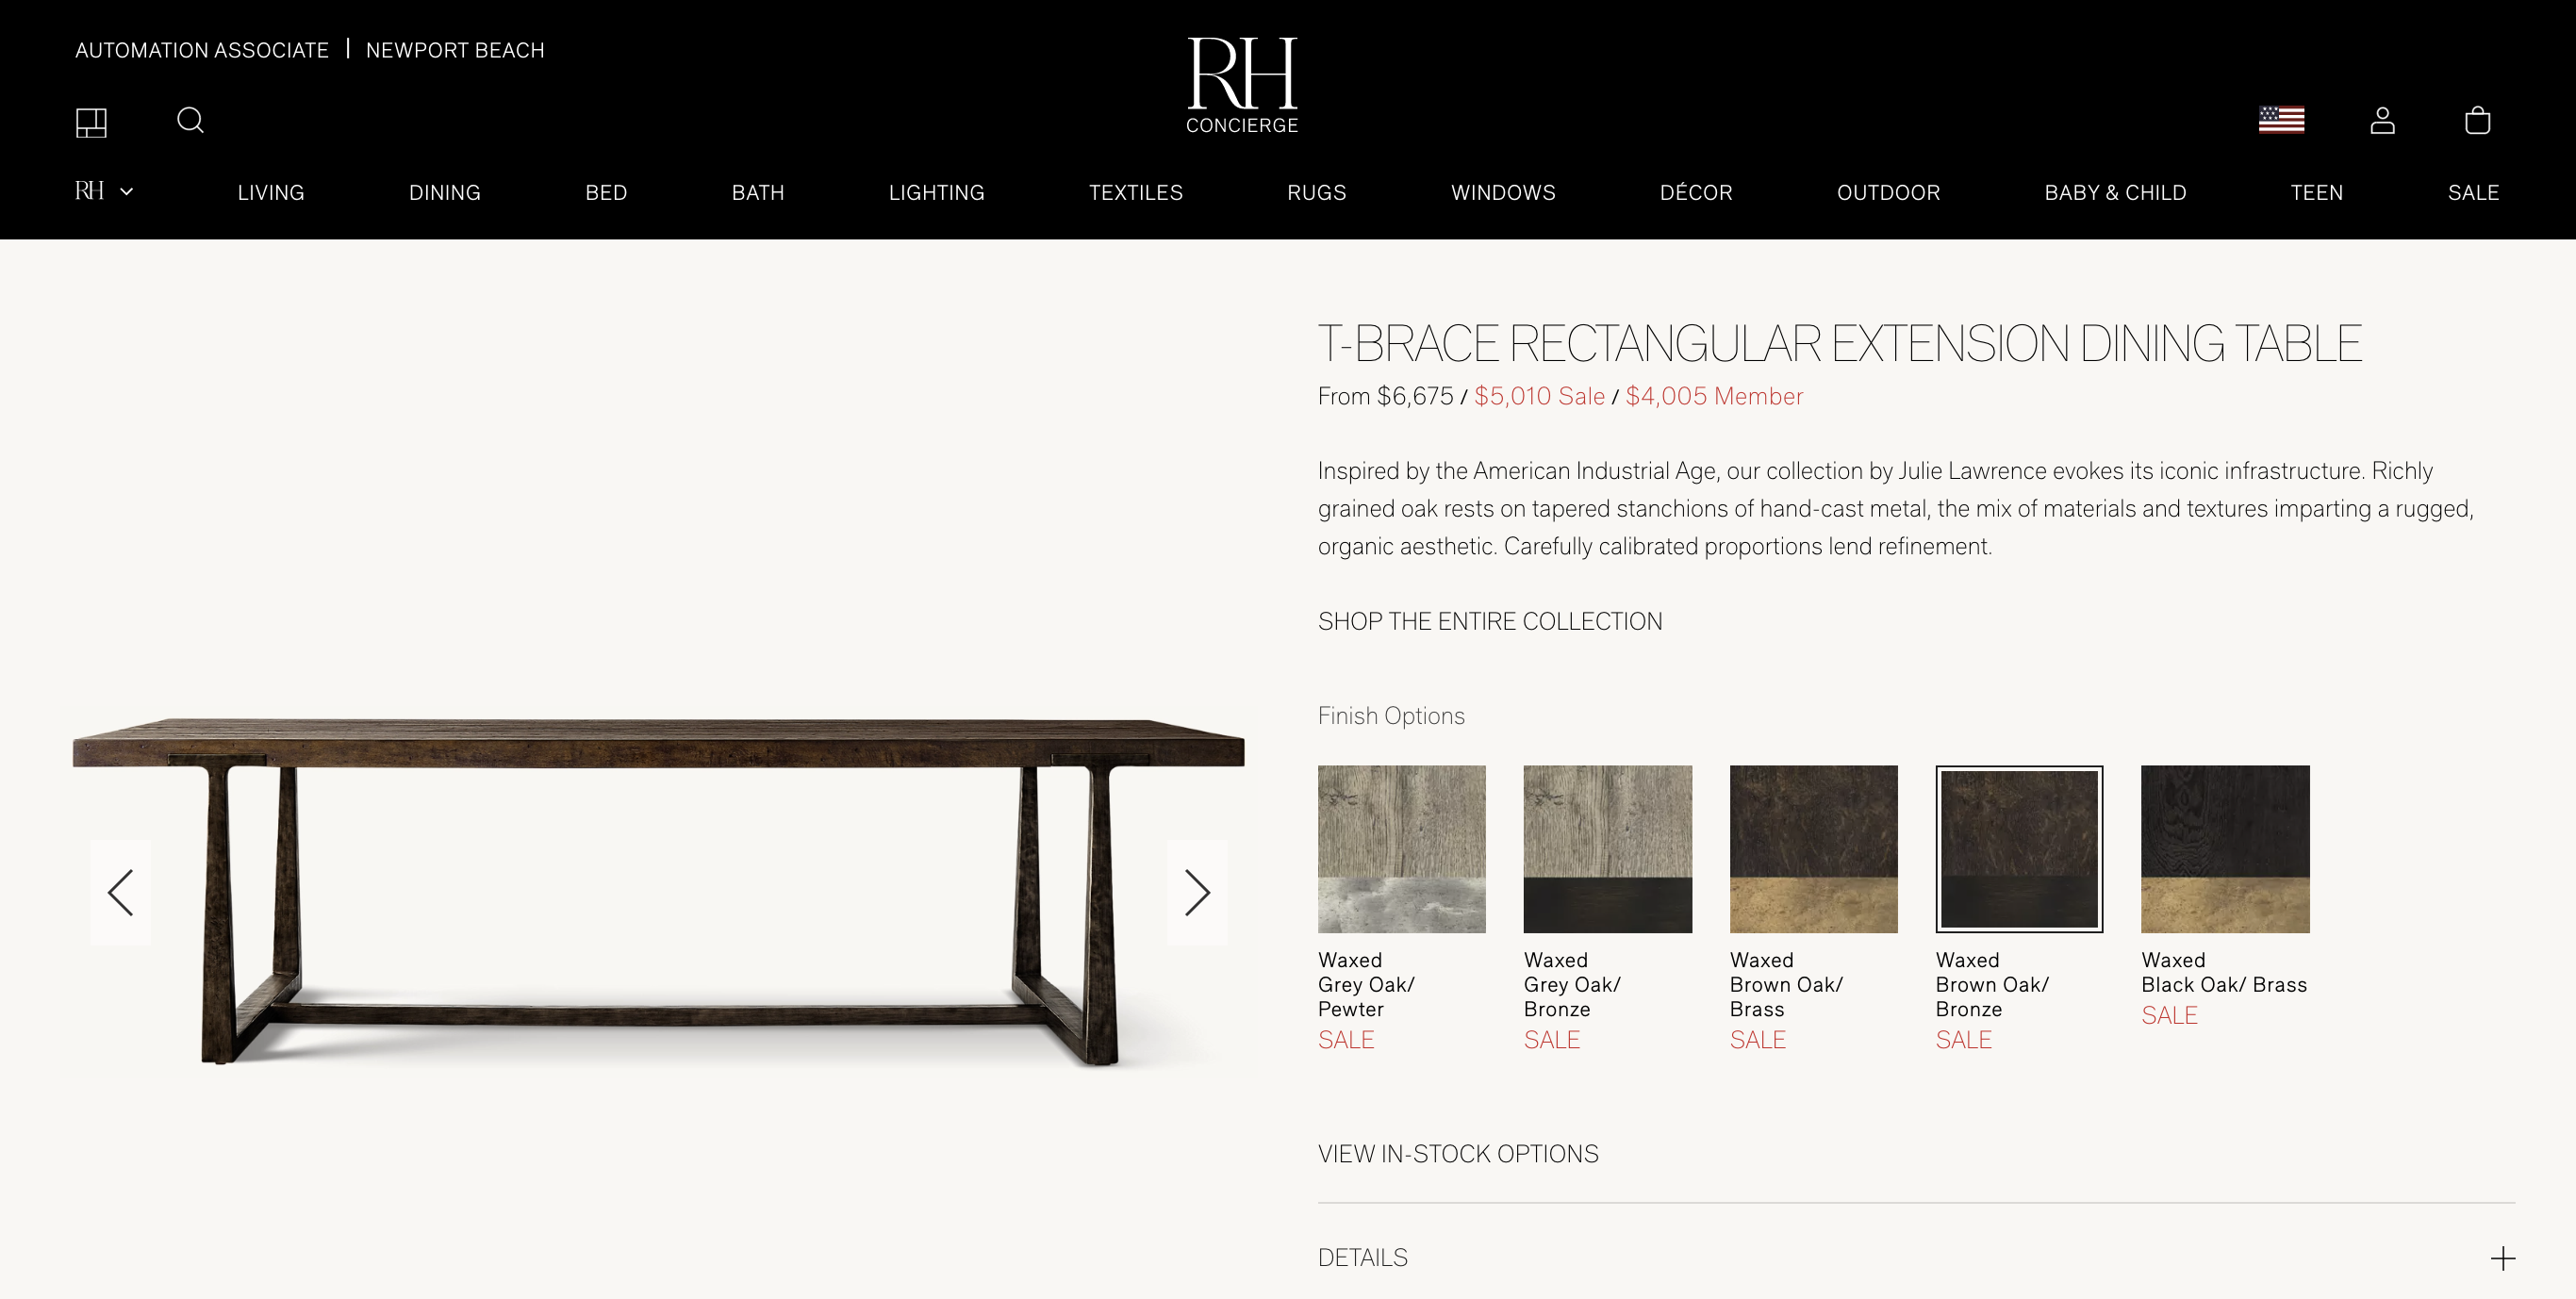 AUTOMATION ASSOCIATE | NEWPORT BEACH
RH
CONCIERGE
RH
LIVING
DINING
BED
BATH
LIGHTING
TEXTILES
RUGS
WINDOWS
DÉCOR
OUTDOOR
BABY & CHILD
TEEN
SALE
T-BRACE RECTANGULAR EXTENSION DINING TABLE
From $6,675 / $5,010 Sale / $4,005 Member
Inspired by the American Industrial Age, our collection by Julie Lawrence evokes its iconic infrastructure. Richly
grained oak rests on tapered stanchions of hand-cast metal, the mix of materials and textures imparting a rugged,
organic aesthetic. Carefully calibrated proportions lend refinement.
SHOP THE ENTIRE COLLECTION
Finish Options
Waxed
Grey Oak/
Pewter
SALE
Waxed
Grey Oak/
Bronze
SALE
Waxed
Brown Oak/
Brass
SALE
Waxed
Brown Oak/
Bronze
SALE
Waxed
Black Oak/ Brass
SALE
VIEW IN-STOCK OPTIONS
DETAILS